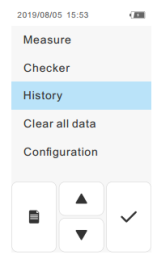 2019/08/05 15:53
Measure
Checker
History
Clear all data
Configuration